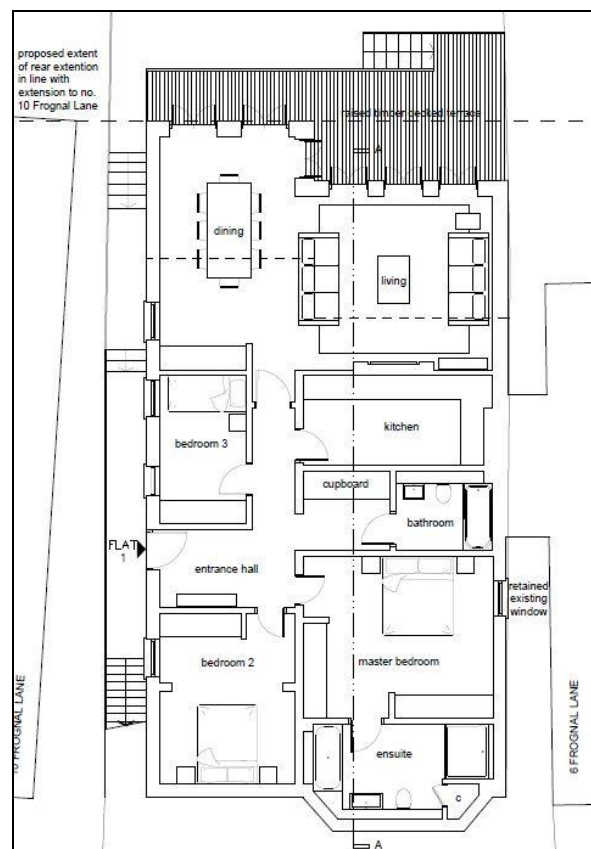 proposed extent
of rear extention
in line with
extension to no.
10 Frognal Lane
raised timber decked terrace
A
dining
living
bedroom 3
kitchen
cupboard
bathroom
FLAT
1
entrance hall
retained
existing
window
bedroom 2
master bedroom
ensuite
c
10 FROGNAL LANE
6 FROGNAL LANE
A